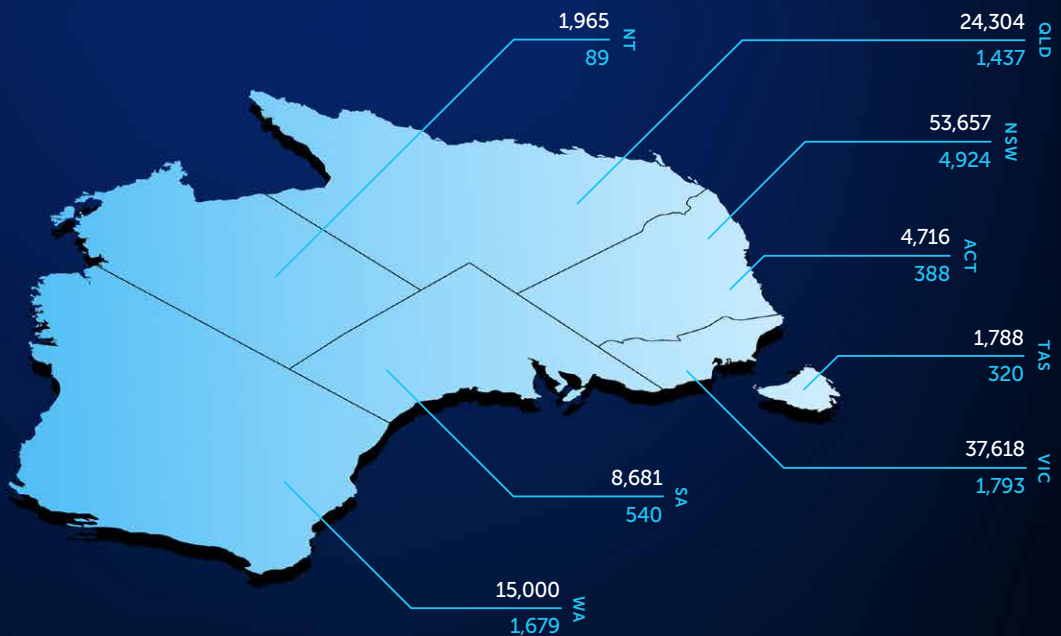 1,965
89
NT
24,304
1,437
QLD
53,657
4,924
NSW
4,716
388
ACT
1,788
320
TAS
37,618
1,793
VIC
8,681
540
SA
15,000
1,679
WA